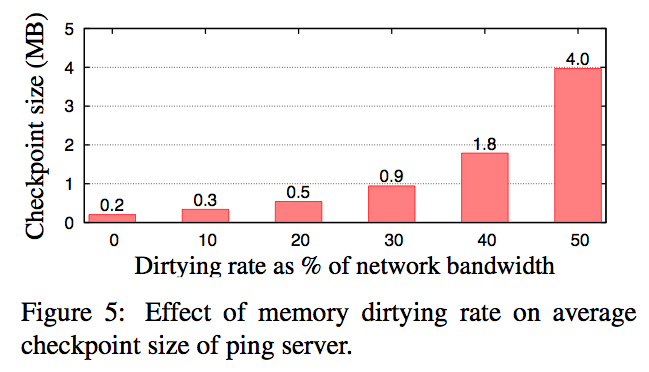 Checkpoint size (MB)
5
4
3
2
1
0
0.2
0.3
0.5
0.9
1.8
4.0
0 10 20 30 40 50
Dirtying rate as % of network bandwidth
Figure 5: Effect of memory dirtying rate on average
checkpoint size of ping server.